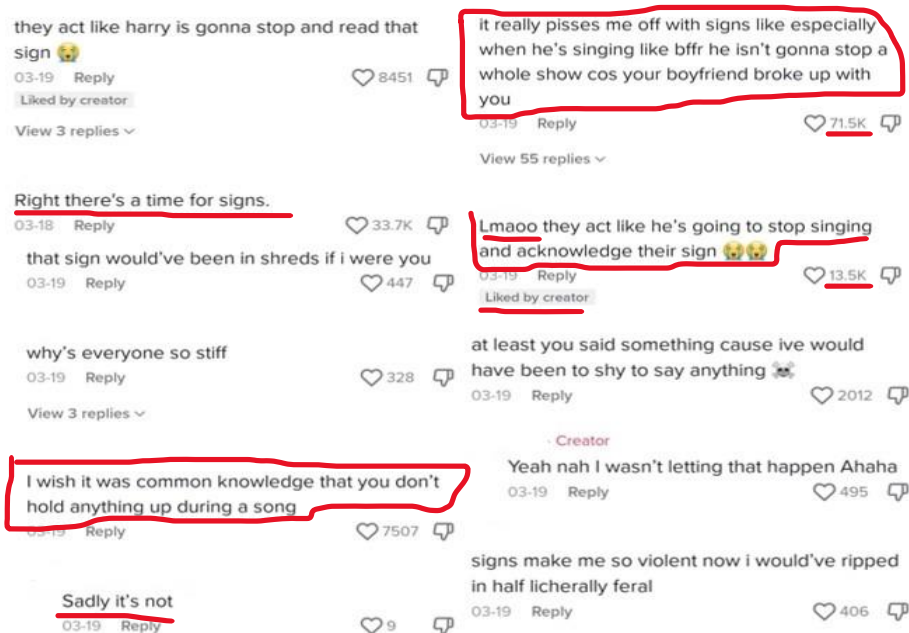 they act like harry is gonna stop and read that
sign 😭
03-19 Reply 8451
Liked by creator
View 3 replies
Right there's a time for signs.
03-18 Reply 33.7K
that sign would've been in shreds if i were you
03-19 Reply 447
why's everyone so stiff
03-19 Reply 328
View 3 replies
I wish it was common knowledge that you don't
hold anything up during a song
03-19 Reply 7507
Sadly it's not
03-19 Reply 9
it really pisses me off with signs like especially
when he's singing like bffr he isn't gonna stop a
whole show cos your boyfriend broke up with
you
03-19 Reply 71.5K
View 55 replies
Lmaoo they act like he's going to stop singing
and acknowledge their sign 😭😭
03-19 Reply 13.5K
Liked by creator
at least you said something cause ive would
have been to shy to say anything ☠️
03-19 Reply 2012
· Creator
Yeah nah I wasn't letting that happen Ahaha
03-19 Reply 495
signs make me so violent now i would've ripped
in half licherally feral
03-19 Reply 406